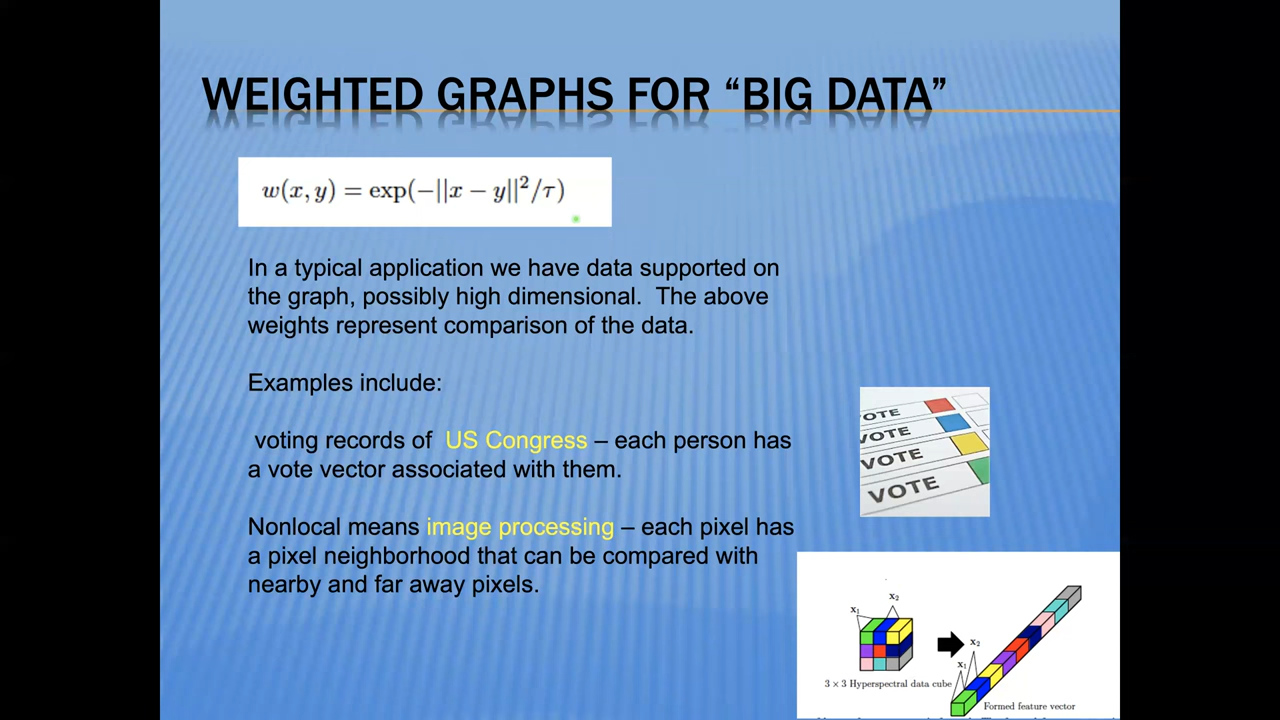 WEIGHTED GRAPHS FOR “BIG DATA”
w(x, y) = exp(−||x − y||²/τ)
In a typical application we have data supported on
the graph, possibly high dimensional. The above
weights represent comparison of the data.
Examples include:
voting records of US Congress – each person has
a vote vector associated with them.
Nonlocal means image processing – each pixel has
a pixel neighborhood that can be compared with
nearby and far away pixels.
VOTE
VOTE
VOTE
VOTE
x₁
x₂
3 × 3 Hyperspectral data cube
x₂
x₁
Formed feature vector